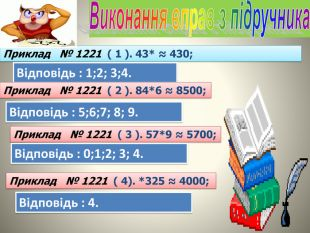 Виконання вправ з підручника
Приклад № 1221 ( 1 ). 43* ≈ 430;
Відповідь : 1;2; 3;4.
Приклад № 1221 ( 2 ). 84*6 ≈ 8500;
Відповідь : 5;6;7; 8; 9.
Приклад № 1221 ( 3 ). 57*9 ≈ 5700;
Відповідь : 0;1;2; 3; 4.
Приклад № 1221 ( 4). *325 ≈ 4000;
Відповідь : 4.